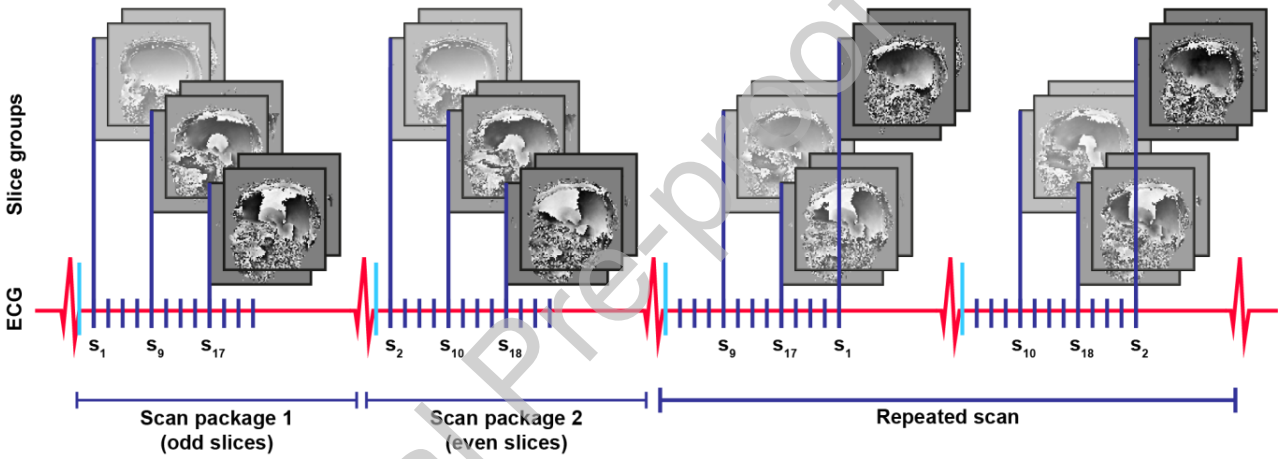 Slice groups
ECG
s1 s9 s17 s2 s10 s18 s9 s17 s1 s10 s18 s2
Scan package 1
(odd slices)
Scan package 2
(even slices)
Repeated scan
al Pre-proof